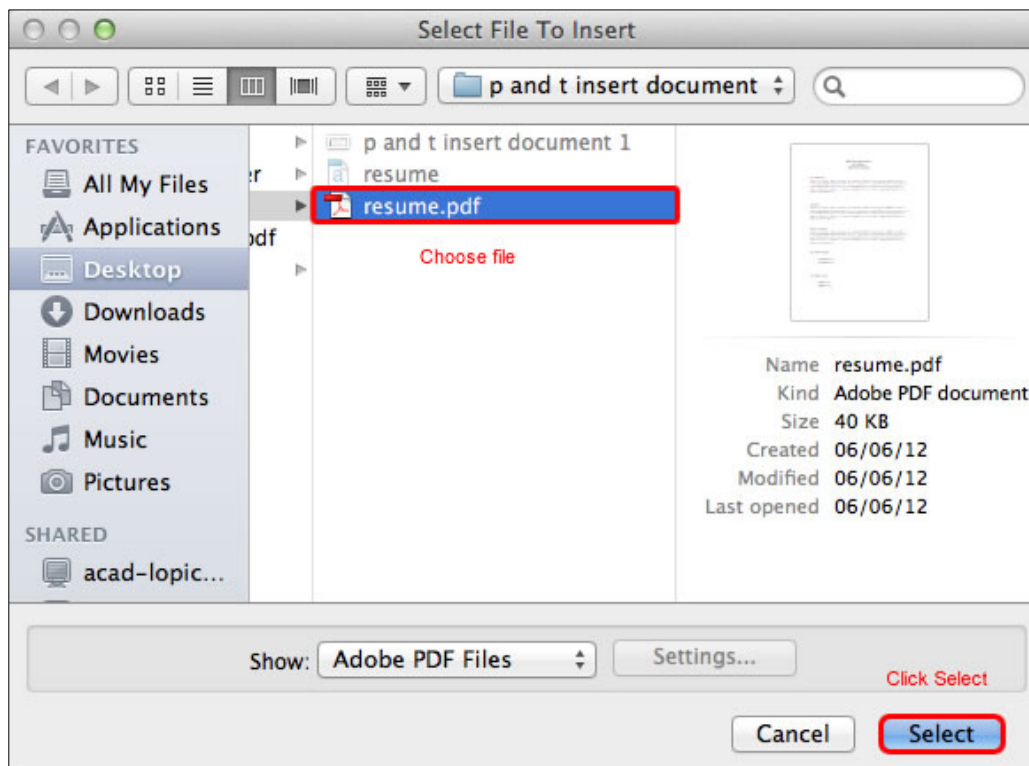 Select File To Insert
p and t insert document
FAVORITES
All My Files
Applications
Desktop
Downloads
Movies
Documents
Music
Pictures
SHARED
acad-lopic...
er
pdf
p and t insert document 1
resume
resume.pdf
Choose file
Name resume.pdf
Kind Adobe PDF document
Size 40 KB
Created 06/06/12
Modified 06/06/12
Last opened 06/06/12
Show: Adobe PDF Files
Settings...
Click Select
Cancel
Select